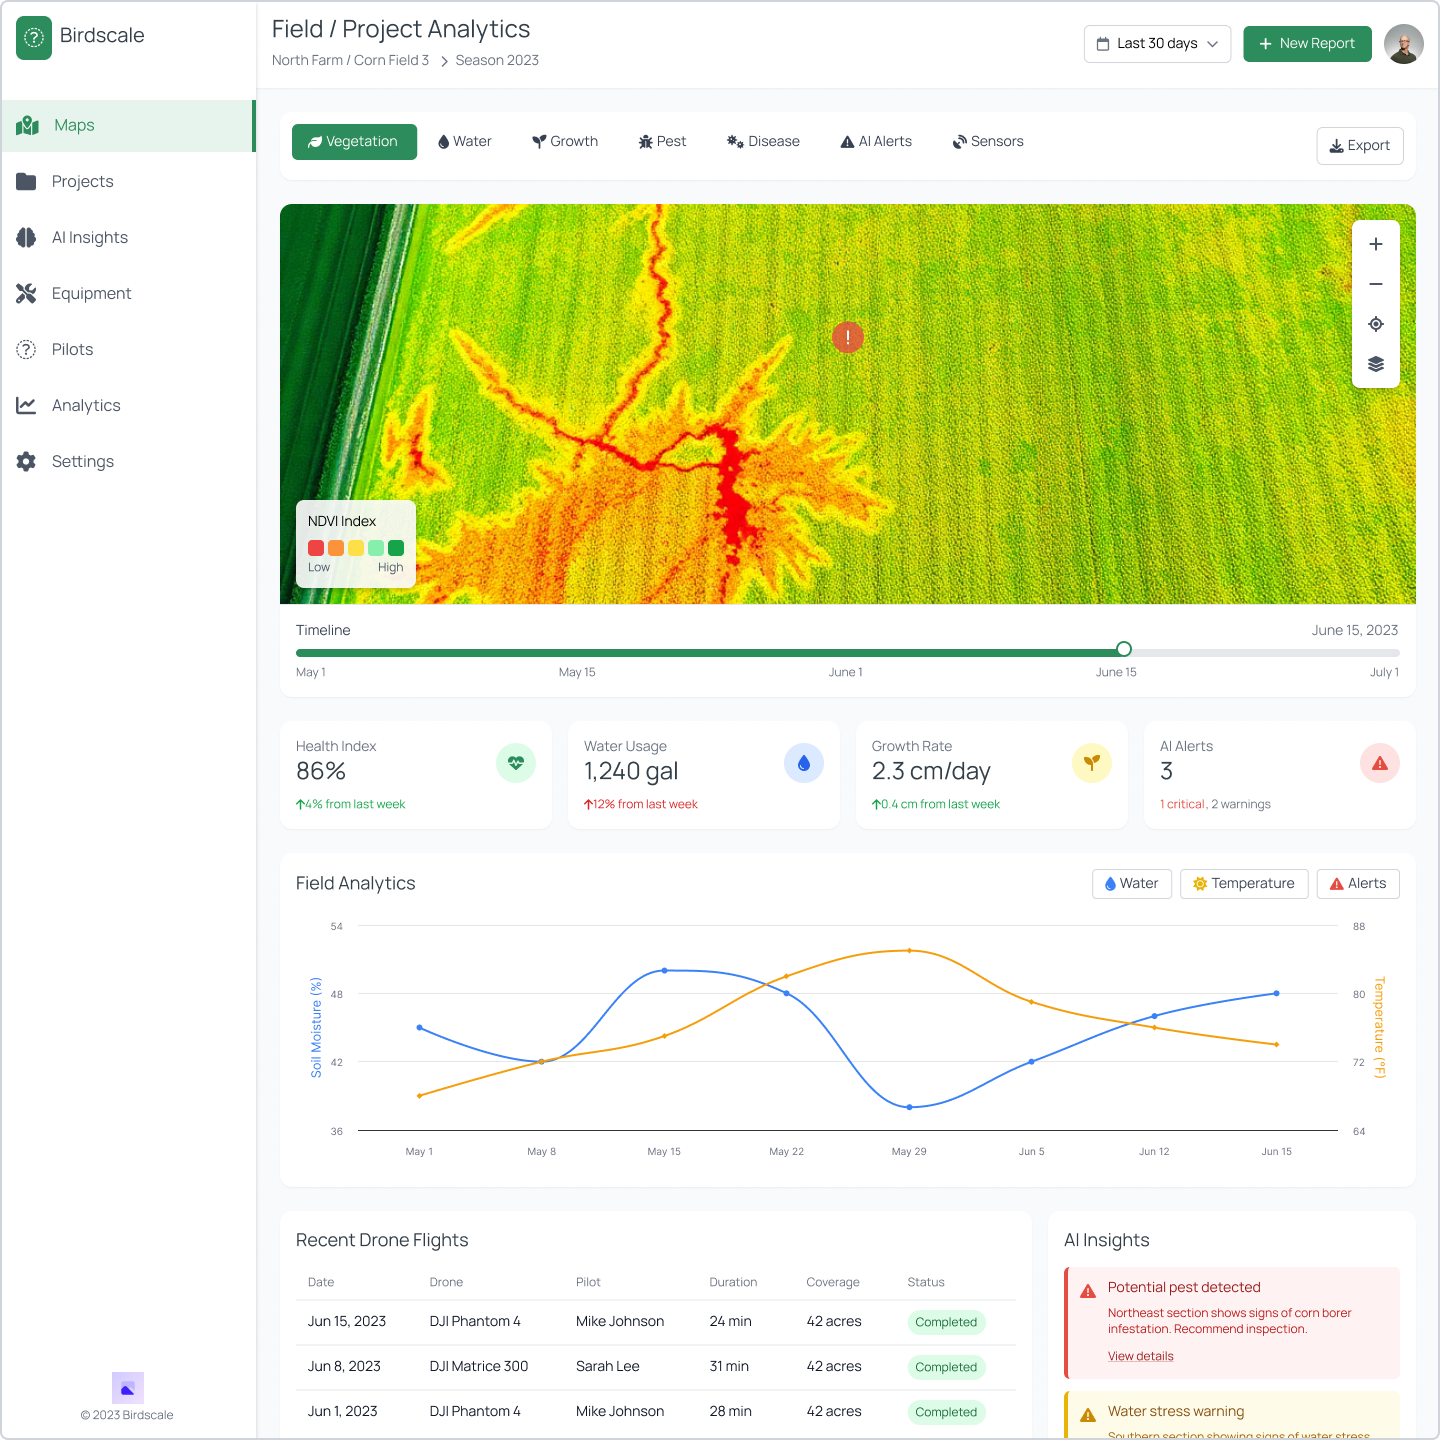 Birdscale
Field / Project Analytics
North Farm / Corn Field 3 > Season 2023
Last 30 days
+ New Report
Maps
Projects
AI Insights
Equipment
Pilots
Analytics
Settings
Vegetation
Water
Growth
Pest
Disease
AI Alerts
Sensors
Export
NDVI Index
Low High
Timeline June 15, 2023
May 1 May 15 June 1 June 15 July 1
Health Index
86%
4% from last week
Water Usage
1,240 gal
12% from last week
Growth Rate
2.3 cm/day
0.4 cm from last week
AI Alerts
3
1 critical, 2 warnings
Field Analytics
Water
Temperature
Alerts
Soil Moisture (%)
54
48
42
36
88
80
72
64
Temperature (°F)
May 1 May 8 May 15 May 22 May 29 Jun 5 Jun 12 Jun 15
Recent Drone Flights
Date Drone Pilot Duration Coverage Status
Jun 15, 2023 DJI Phantom 4 Mike Johnson 24 min 42 acres Completed
Jun 8, 2023 DJI Matrice 300 Sarah Lee 31 min 42 acres Completed
Jun 1, 2023 DJI Phantom 4 Mike Johnson 28 min 42 acres Completed
AI Insights
Potential pest detected
Northeast section shows signs of corn borer
infestation. Recommend inspection.
View details
Water stress warning
Southern section showing signs of water stress
© 2023 Birdscale